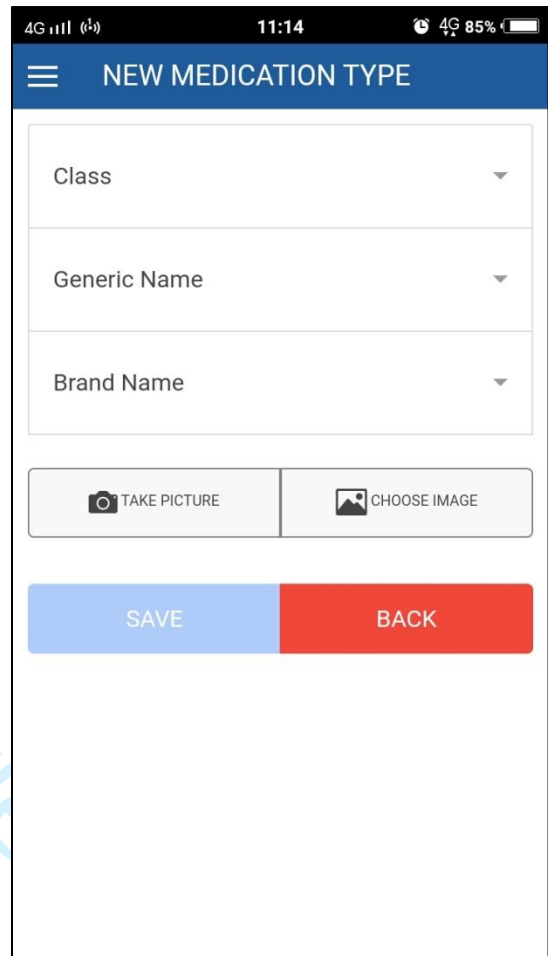 4G 11:14 4G 85%
NEW MEDICATION TYPE
Class
Generic Name
Brand Name
TAKE PICTURE CHOOSE IMAGE
SAVE BACK